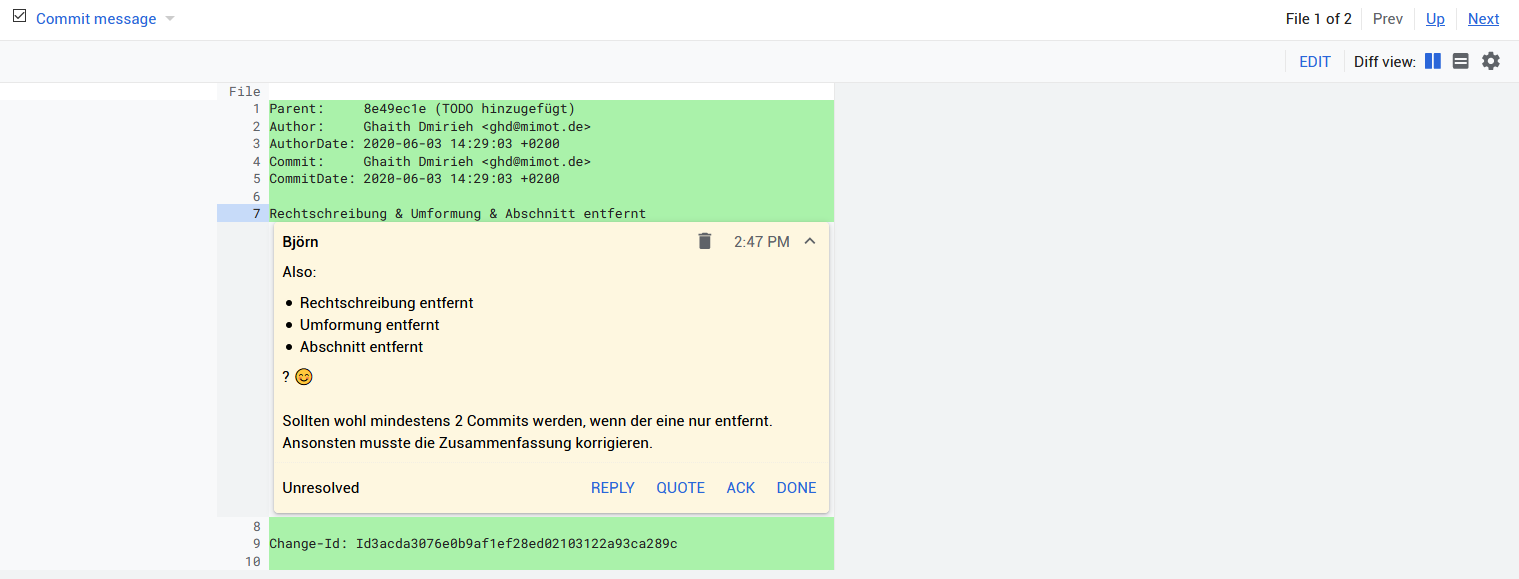 Commit message
File 1 of 2 Prev Up Next
EDIT Diff view:
File
1 Parent: 8e49ec1e (TODO hinzugefügt)
2 Author: Ghaith Dmirieh <ghd@mimot.de>
3 AuthorDate: 2020-06-03 14:29:03 +0200
4 Commit: Ghaith Dmirieh <ghd@mimot.de>
5 CommitDate: 2020-06-03 14:29:03 +0200
6
7 Rechtschreibung & Umformung & Abschnitt entfernt
Björn 2:47 PM
Also:
• Rechtschreibung entfernt
• Umformung entfernt
• Abschnitt entfernt
? 😊
Sollten wohl mindestens 2 Commits werden, wenn der eine nur entfernt.
Ansonsten musste die Zusammenfassung korrigieren.
Unresolved REPLY QUOTE ACK DONE
8
9 Change-Id: Id3acda3076e0b9af1ef28ed02103122a93ca289c
10